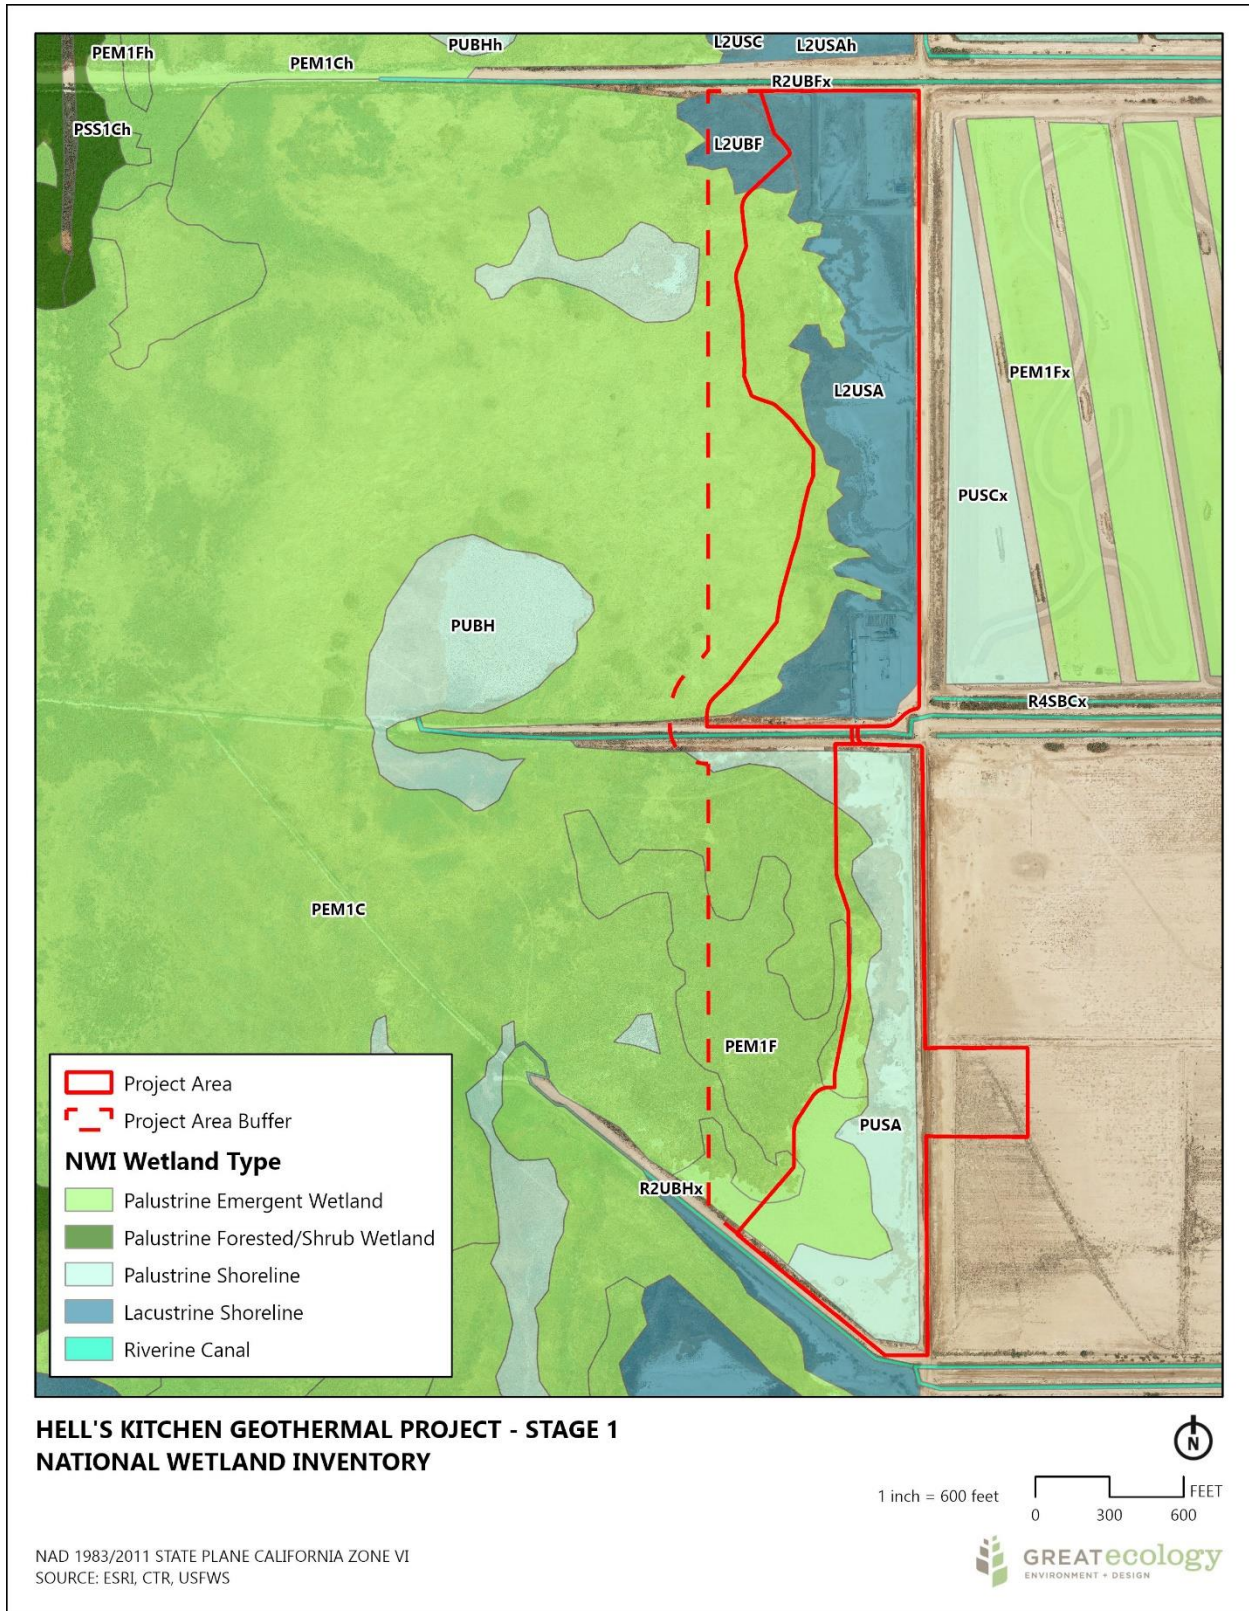 PEM1Fh
PEM1Ch
PUBHh
L2USC
L2USAh
R2UBFx
PSS1Ch
L2UBF
PEM1Fx
L2USA
PUSCx
PUBH
R4SBCx
PEM1C
PEM1F
PUSA
R2UBHx
Project Area
Project Area Buffer
NWI Wetland Type
Palustrine Emergent Wetland
Palustrine Forested/Shrub Wetland
Palustrine Shoreline
Lacustrine Shoreline
Riverine Canal
HELL'S KITCHEN GEOTHERMAL PROJECT - STAGE 1
NATIONAL WETLAND INVENTORY
N
1 inch = 600 feet
FEET
0 300 600
NAD 1983/2011 STATE PLANE CALIFORNIA ZONE VI
SOURCE: ESRI, CTR, USFWS
GREATecology
ENVIRONMENT + DESIGN